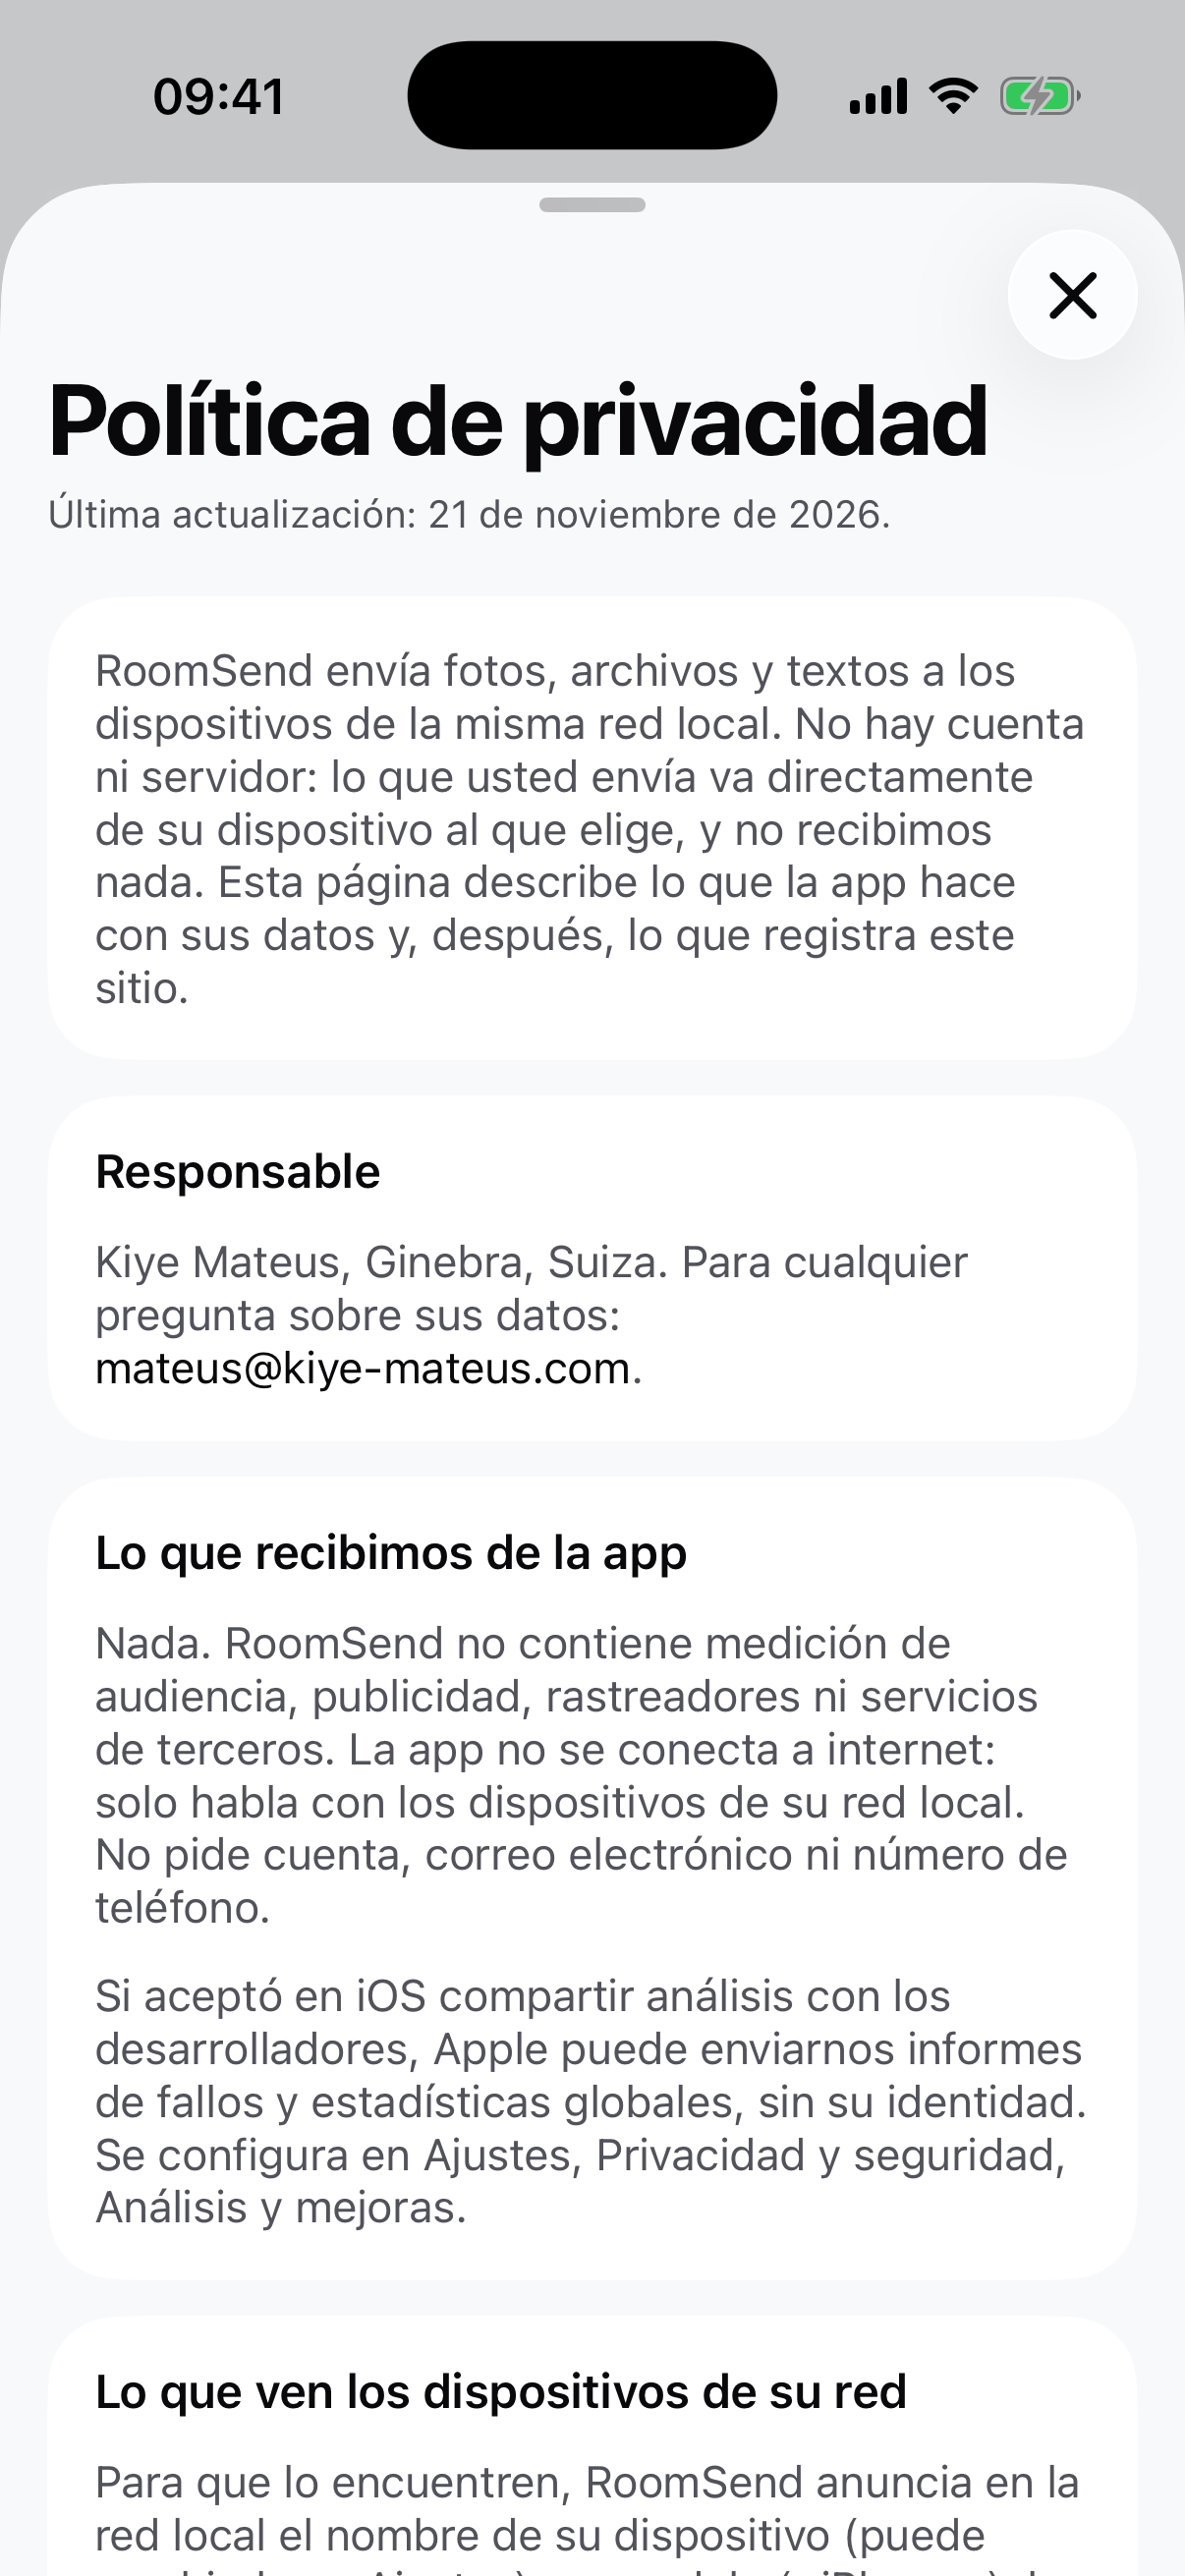 09:41
Política de privacidad
Última actualización: 21 de noviembre de 2026.
RoomSend envía fotos, archivos y textos a los
dispositivos de la misma red local. No hay cuenta
ni servidor: lo que usted envía va directamente
de su dispositivo al que elige, y no recibimos
nada. Esta página describe lo que la app hace
con sus datos y, después, lo que registra este
sitio.
Responsable
Kiye Mateus, Ginebra, Suiza. Para cualquier
pregunta sobre sus datos:
mateus@kiye-mateus.com.
Lo que recibimos de la app
Nada. RoomSend no contiene medición de
audiencia, publicidad, rastreadores ni servicios
de terceros. La app no se conecta a internet:
solo habla con los dispositivos de su red local.
No pide cuenta, correo electrónico ni número de
teléfono.
Si aceptó en iOS compartir análisis con los
desarrolladores, Apple puede enviarnos informes
de fallos y estadísticas globales, sin su identidad.
Se configura en Ajustes, Privacidad y seguridad,
Análisis y mejoras.
Lo que ven los dispositivos de su red
Para que lo encuentren, RoomSend anuncia en la
red local el nombre de su dispositivo (puede